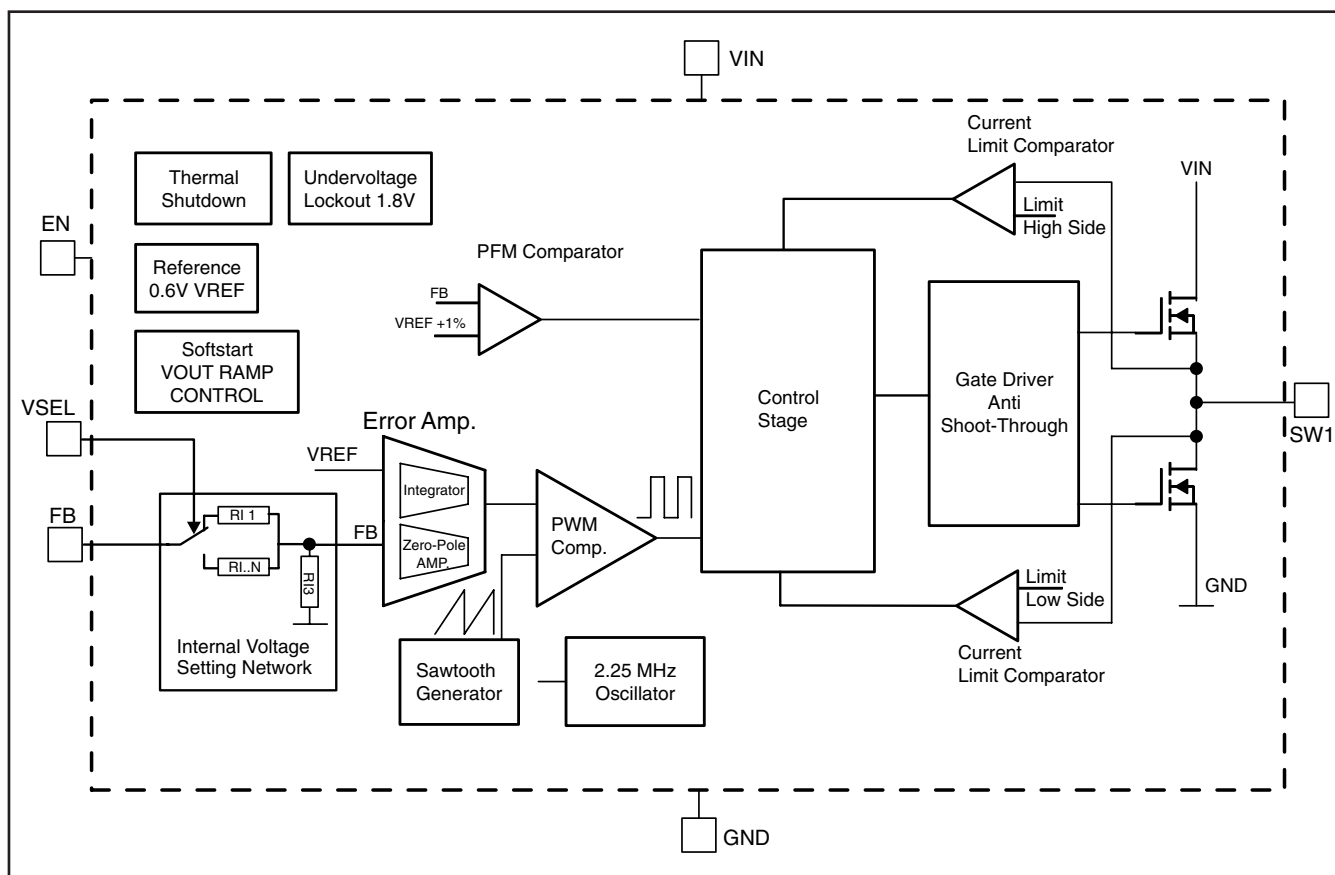 VIN
Current
Limit Comparator
VIN
Thermal
Shutdown
Undervoltage
Lockout 1.8V
Limit
High Side
EN
PFM Comparator
Reference
0.6V VREF
FB
VREF +1%
Softstart
VOUT RAMP
CONTROL
Control
Stage
Gate Driver
Anti
Shoot-Through
SW1
VSEL
Error Amp.
VREF
Integrator
FB
RI 1
RI..N
RI3
FB
Zero-Pole
AMP.
PWM
Comp.
Limit
Low Side
GND
Internal Voltage
Setting Network
Sawtooth
Generator
2.25 MHz
Oscillator
Current
Limit Comparator
GND